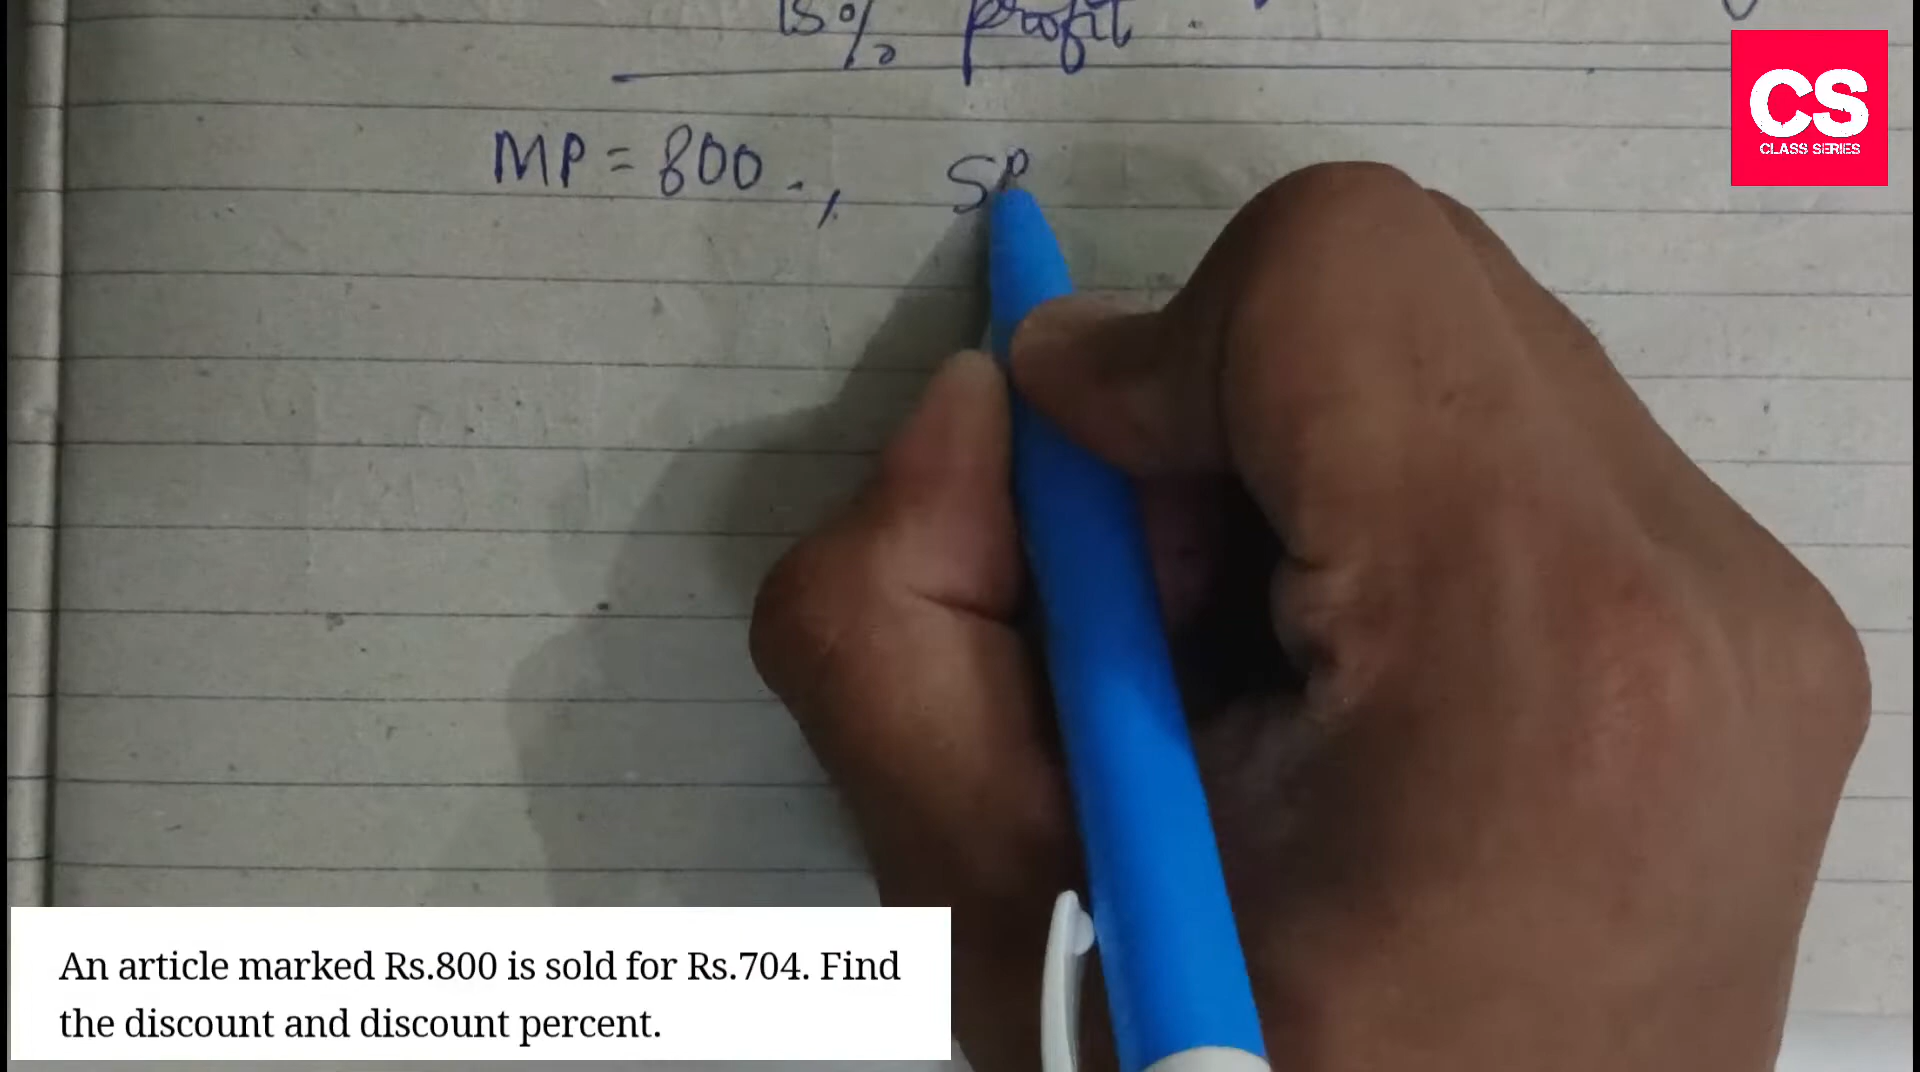 15% profit.
CS
CLASS SERIES
MP = 800 ., SP
An article marked Rs.800 is sold for Rs.704. Find
the discount and discount percent.